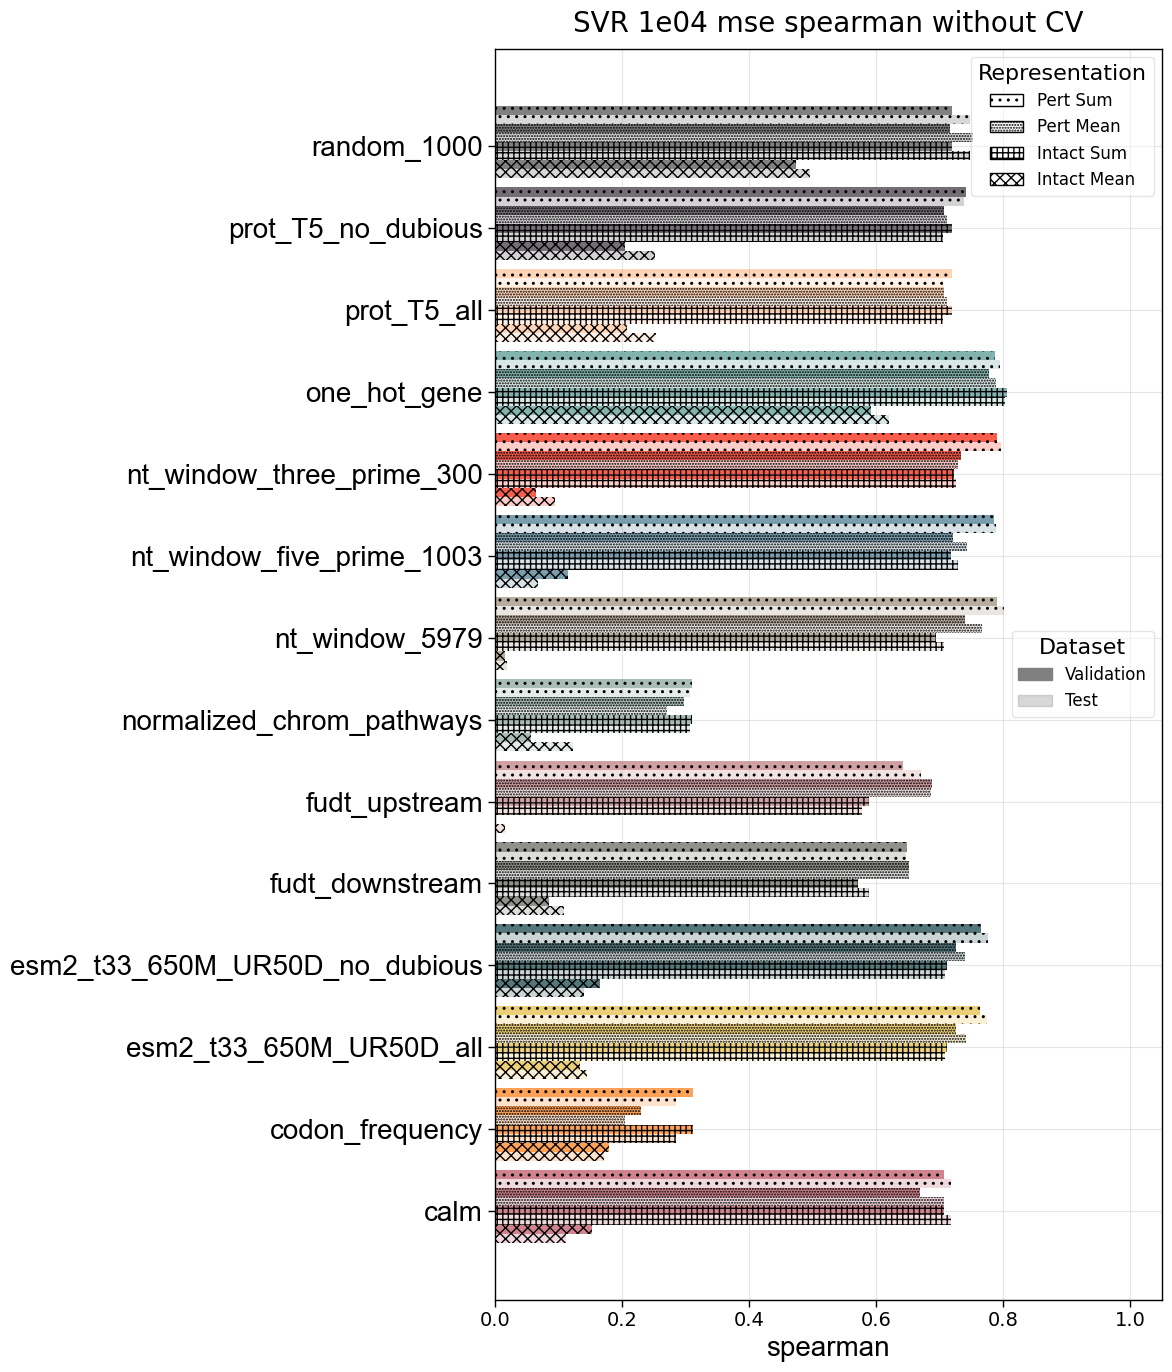 SVR 1e04 mse spearman without CV
Representation
Pert Sum
Pert Mean
Intact Sum
Intact Mean
random_1000
prot_T5_no_dubious
prot_T5_all
one_hot_gene
nt_window_three_prime_300
nt_window_five_prime_1003
nt_window_5979
Dataset
Validation
Test
normalized_chrom_pathways
fudt_upstream
fudt_downstream
esm2_t33_650M_UR50D_no_dubious
esm2_t33_650M_UR50D_all
codon_frequency
calm
0.0 0.2 0.4 0.6 0.8 1.0
spearman